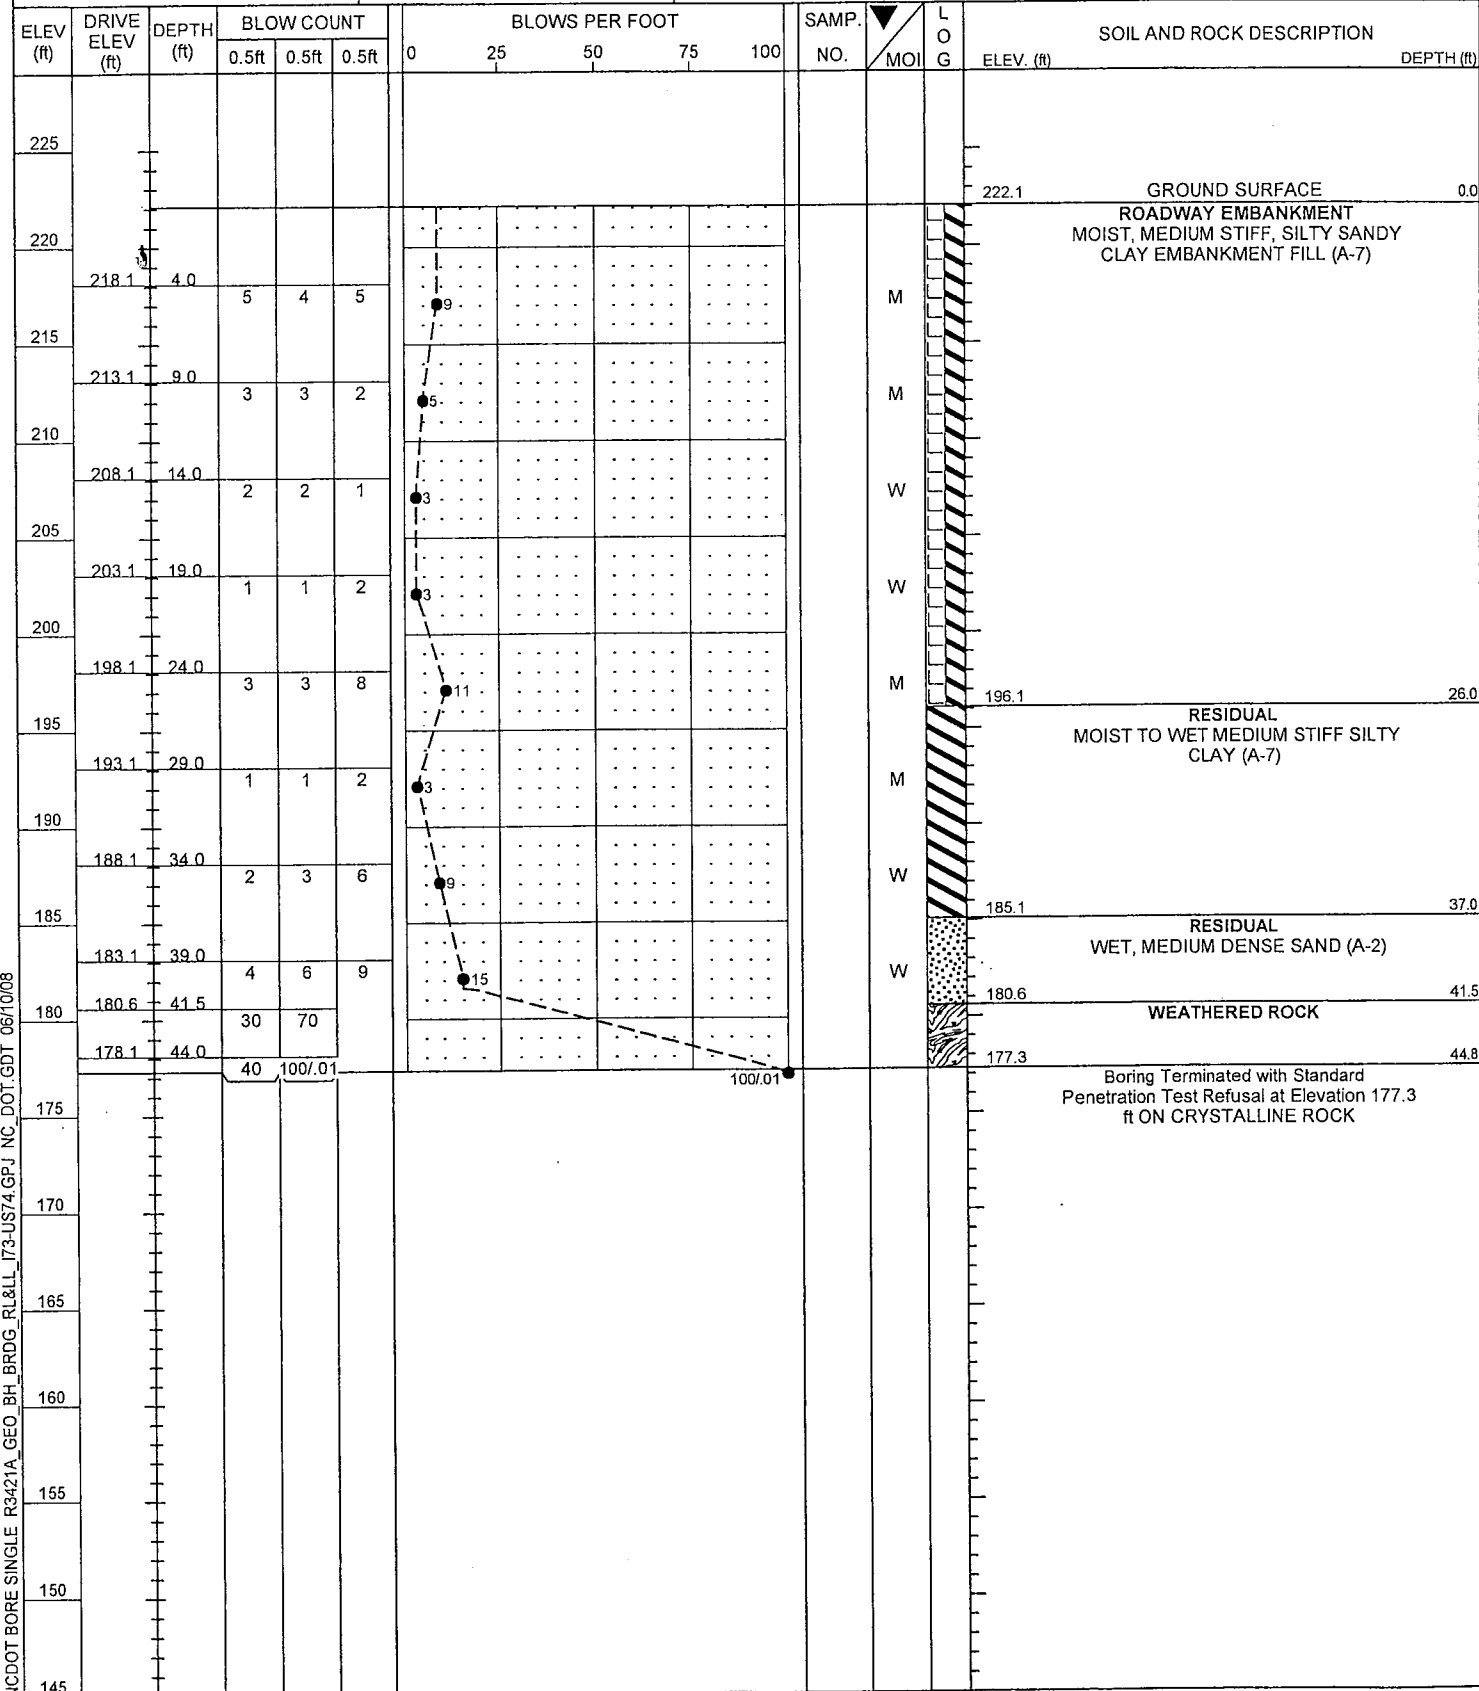 ELEV (ft) DRIVE ELEV (ft) DEPTH (ft) BLOW COUNT BLOWS PER FOOT SAMP. NO. MOI LOG SOIL AND ROCK DESCRIPTION
0.5ft 0.5ft 0.5ft 0 25 50 75 100 ELEV. (ft) DEPTH (ft)
225
222.1 GROUND SURFACE 0.0
ROADWAY EMBANKMENT
MOIST, MEDIUM STIFF, SILTY SANDY
CLAY EMBANKMENT FILL (A-7)
220
218.1 4.0
5 4 5 9 M
215
213.1 9.0
3 3 2 5 M
210
208.1 14.0
2 2 1 3 W
205
203.1 19.0
1 1 2 3 W
200
198.1 24.0
3 3 8 11 M
196.1 26.0
RESIDUAL
MOIST TO WET MEDIUM STIFF SILTY
CLAY (A-7)
195
193.1 29.0
1 1 2 3 M
190
188.1 34.0
2 3 6 9 W
185.1 37.0
185
RESIDUAL
WET, MEDIUM DENSE SAND (A-2)
183.1 39.0
4 6 9 15 W
180.6 41.5
180.6 41.5
WEATHERED ROCK
180
30 70
178.1 44.0
177.3 44.8
40 100/.01 100/.01
Boring Terminated with Standard
Penetration Test Refusal at Elevation 177.3
ft ON CRYSTALLINE ROCK
175
170
165
160
155
150
145
NCDOT BORE SINGLE R3421A_GEO_BH_BRDG_RL&LL_I73-US74.GPJ NC_DOT.GDT 06/10/08